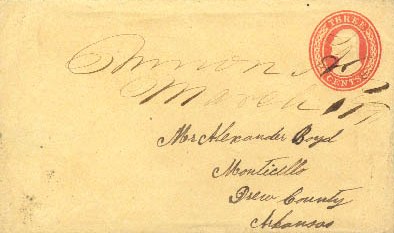 THREE
CENTS
March
Mr Alexander Boyd
Monticello
Drew County
Arkansas